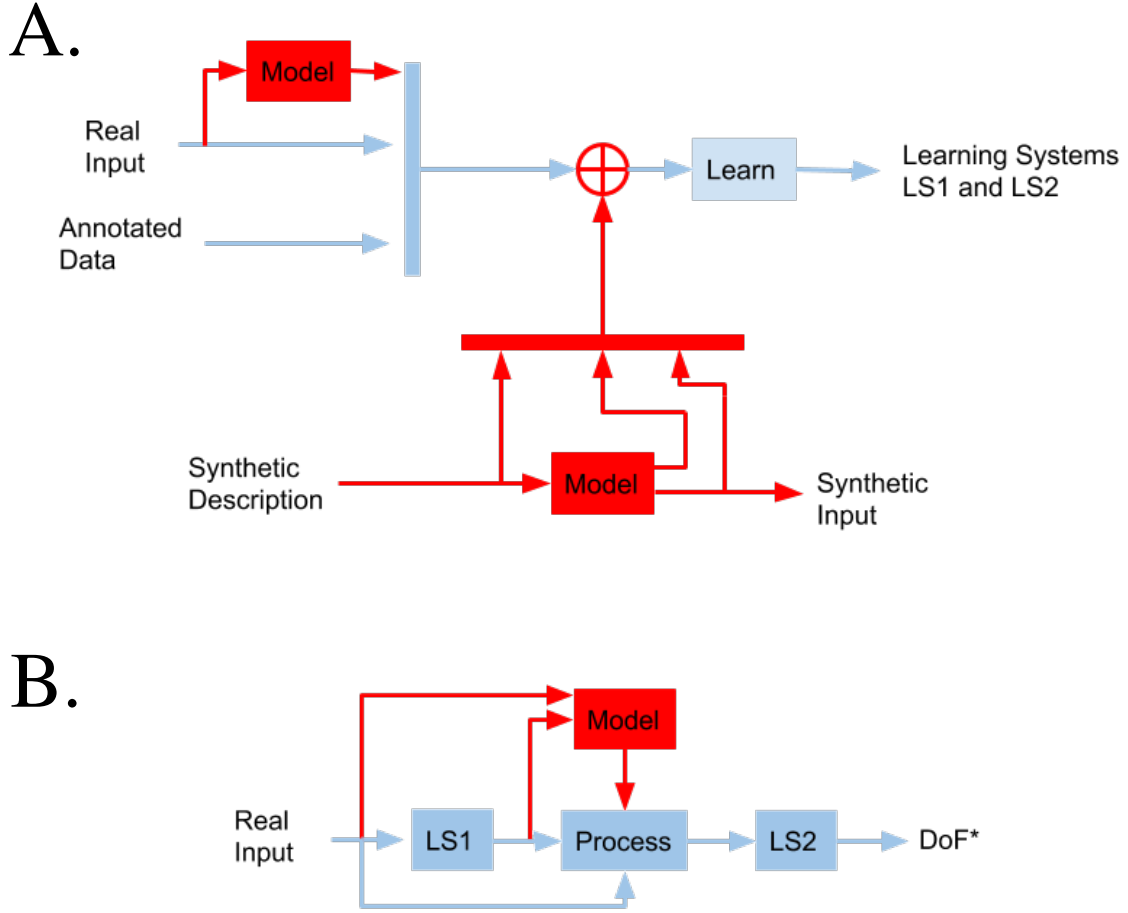 A.
Model
Real
Input
Annotated
Data
Learn
Learning Systems
LS1 and LS2
Synthetic
Description
Model
Synthetic
Input
B.
Model
Real
Input
LS1
Process
LS2
DoF*